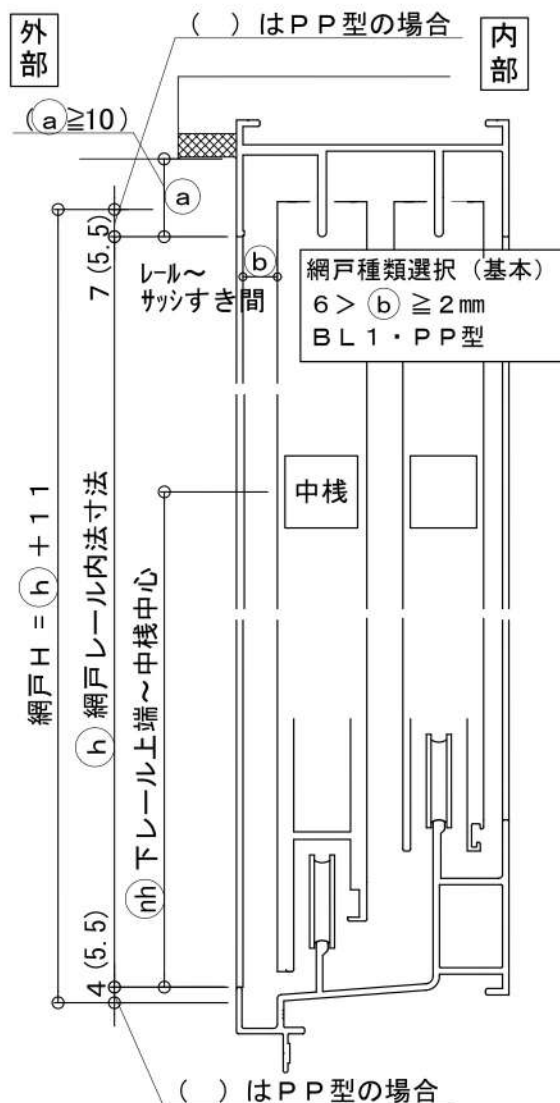 外部
( )はPP型の場合
内部
(ⓐ≧10)
ⓐ
7(5.5)
レール~
サッシすき間
ⓑ
網戸種類選択(基本)
6>ⓑ≧2㎜
BL1・PP型
中桟
網戸H=ⓗ+11
ⓗ網戸レール内法寸法
nh下レール上端~中桟中心
4(5.5)
( )はPP型の場合